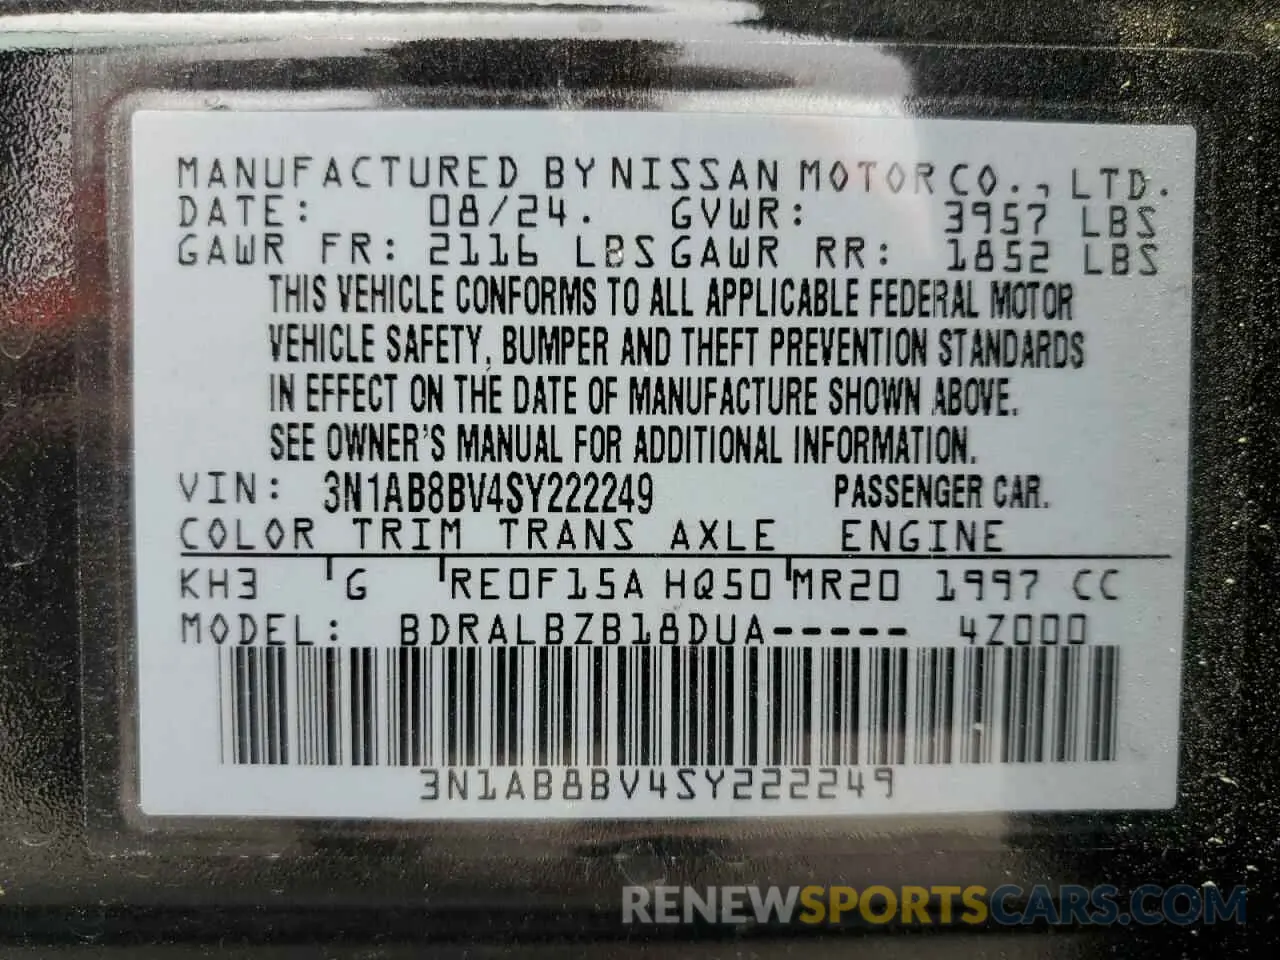 MANUFACTURED BY NISSAN MOTOR CO., LTD.
DATE: 08/24. GVWR: 3957 LBS
GAWR FR: 2116 LBS GAWR RR: 1852 LBS
THIS VEHICLE CONFORMS TO ALL APPLICABLE FEDERAL MOTOR
VEHICLE SAFETY, BUMPER AND THEFT PREVENTION STANDARDS
IN EFFECT ON THE DATE OF MANUFACTURE SHOWN ABOVE.
SEE OWNER'S MANUAL FOR ADDITIONAL INFORMATION.
VIN: 3N1AB8BV4SY222249 PASSENGER CAR.
COLOR TRIM TRANS AXLE ENGINE
KH3 G RE0F15A HQ50 MR20 1997 CC
MODEL: BDRALBZB18DUA----- 4Z000
3N1AB8BV4SY222249
RENEWSPORTSCARS.COM